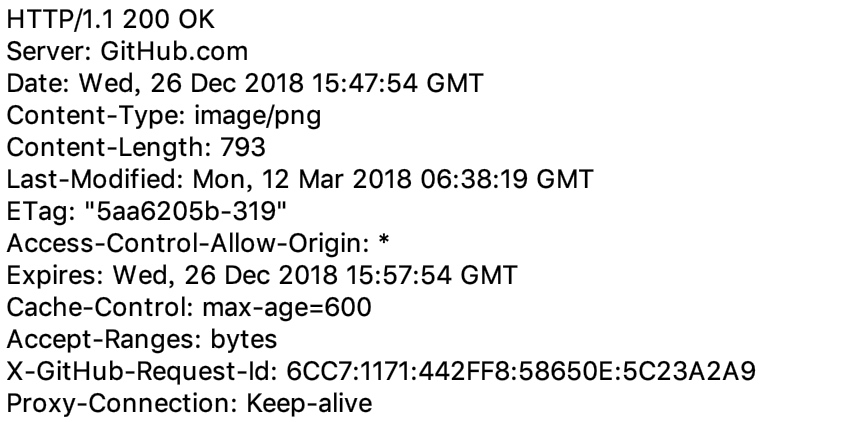 HTTP/1.1 200 OK
Server: GitHub.com
Date: Wed, 26 Dec 2018 15:47:54 GMT
Content-Type: image/png
Content-Length: 793
Last-Modified: Mon, 12 Mar 2018 06:38:19 GMT
ETag: "5aa6205b-319"
Access-Control-Allow-Origin: *
Expires: Wed, 26 Dec 2018 15:57:54 GMT
Cache-Control: max-age=600
Accept-Ranges: bytes
X-GitHub-Request-Id: 6CC7:1171:442FF8:58650E:5C23A2A9
Proxy-Connection: Keep-alive